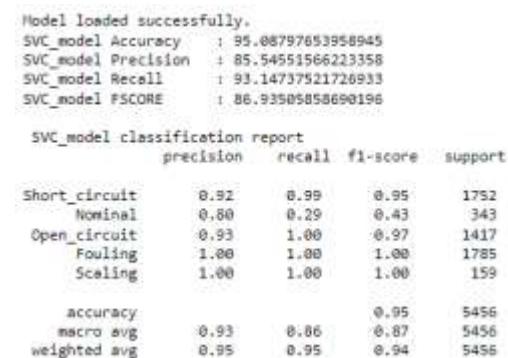 Model loaded successfully.
SVC_model Accuracy : 95.08797653958945
SVC_model Precision : 85.54551566223358
SVC_model Recall : 93.14737521726933
SVC_model FSCORE : 86.93505858690196
SVC_model classification report
precision recall f1-score support
Short_circuit 0.92 0.99 0.95 1752
Nominal 0.80 0.29 0.43 343
Open_circuit 0.93 1.00 0.97 1417
Fouling 1.00 1.00 1.00 1785
Scaling 1.00 1.00 1.00 159
accuracy 0.95 5456
macro avg 0.93 0.86 0.87 5456
weighted avg 0.95 0.95 0.94 5456